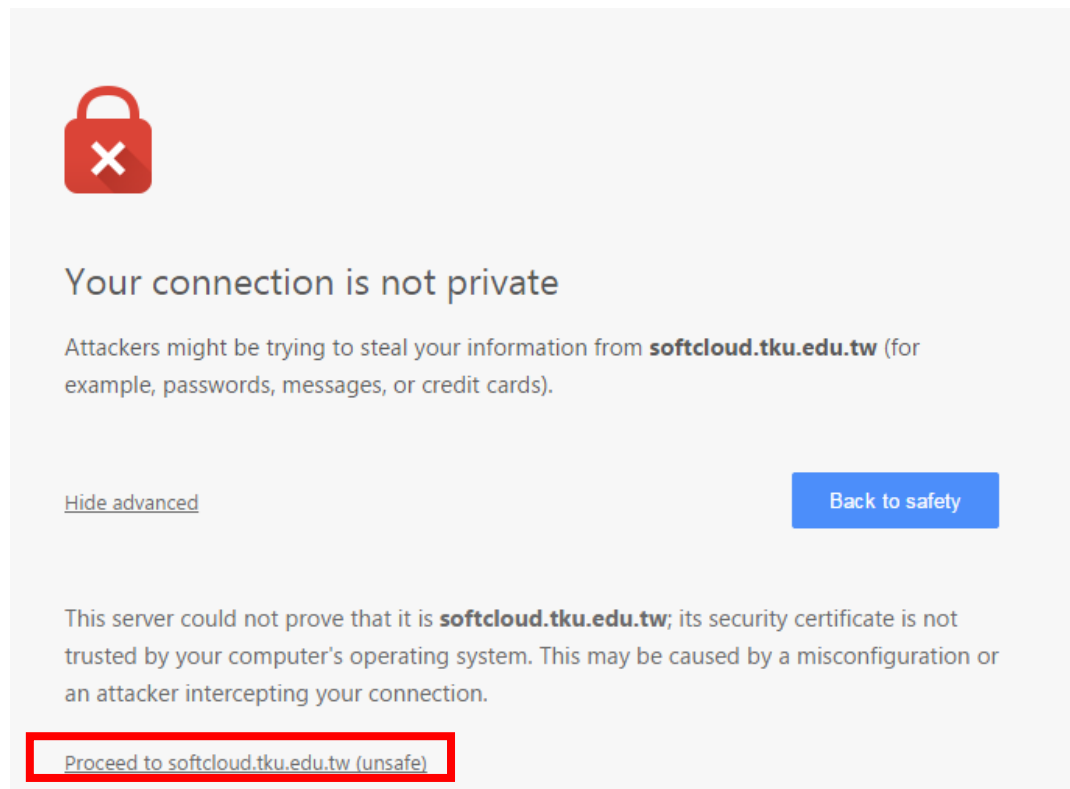 Your connection is not private
Attackers might be trying to steal your information from softcloud.tku.edu.tw (for
example, passwords, messages, or credit cards).
Hide advanced
Back to safety
This server could not prove that it is softcloud.tku.edu.tw; its security certificate is not
trusted by your computer's operating system. This may be caused by a misconfiguration or
an attacker intercepting your connection.
Proceed to softcloud.tku.edu.tw (unsafe)